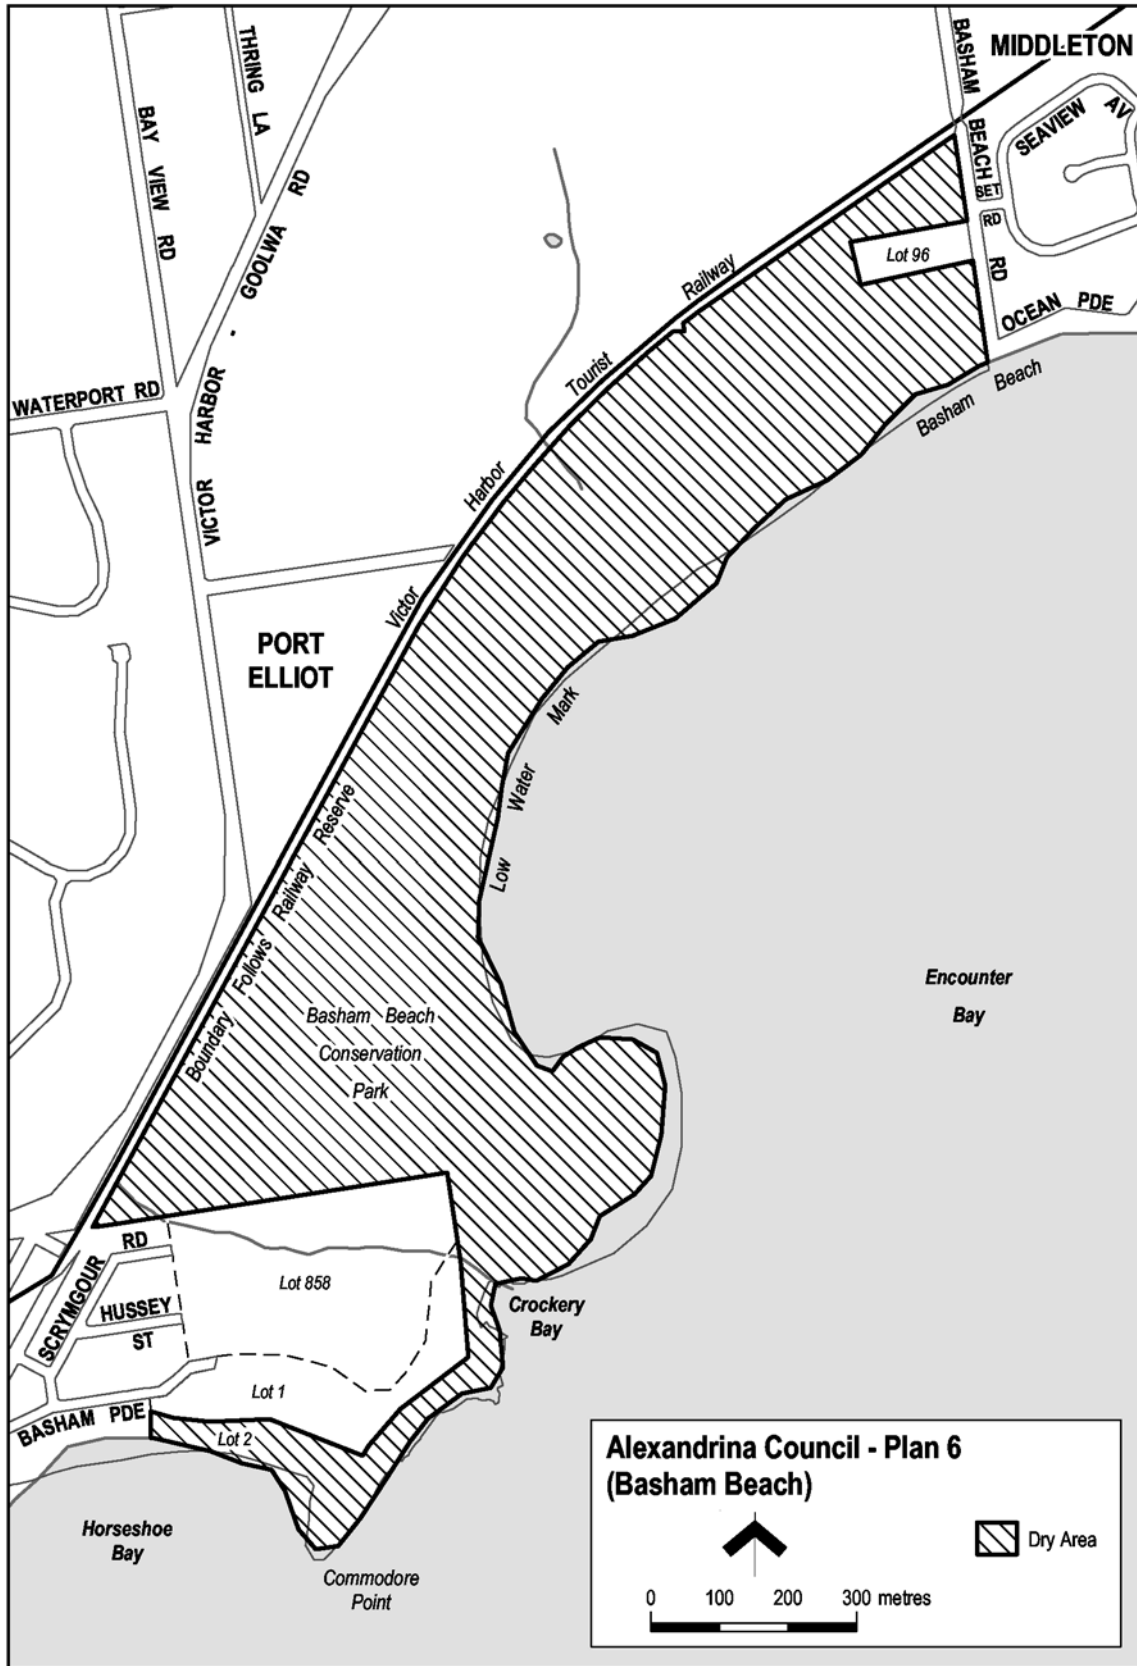 MIDDLETON
BASHAM
BEACH
RD
SET
RD
SEAVIEW AV
OCEAN PDE
THRING LA
BAY VIEW RD
VICTOR HARBOR - GOOLWA RD
WATERPORT RD
Lot 96
Victor Harbor Tourist Railway
Basham Beach
PORT
ELLIOT
Low Water Mark
Boundary Follows Railway Reserve
Basham Beach
Conservation
Park
Encounter
Bay
SCRYMGOUR
RD
HUSSEY
ST
Lot 858
Crockery
Bay
Lot 1
BASHAM PDE
Lot 2
Horseshoe
Bay
Commodore
Point
Alexandrina Council - Plan 6
(Basham Beach)
Dry Area
0 100 200 300 metres